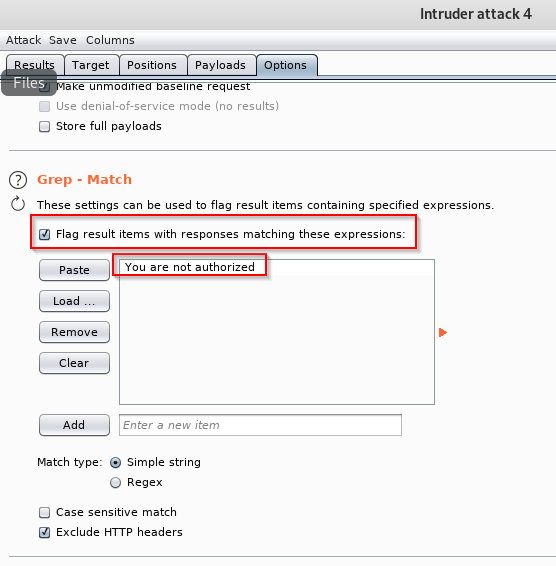 Intruder attack 4
Attack Save Columns
Results Target Positions Payloads Options
Files
Make unmodified baseline request
Use denial-of-service mode (no results)
Store full payloads
? Grep - Match
These settings can be used to flag result items containing specified expressions.
Flag result items with responses matching these expressions:
Paste You are not authorized
Load ...
Remove
Clear
Add Enter a new item
Match type: Simple string
Regex
Case sensitive match
Exclude HTTP headers